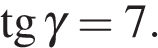 tg γ = 7.